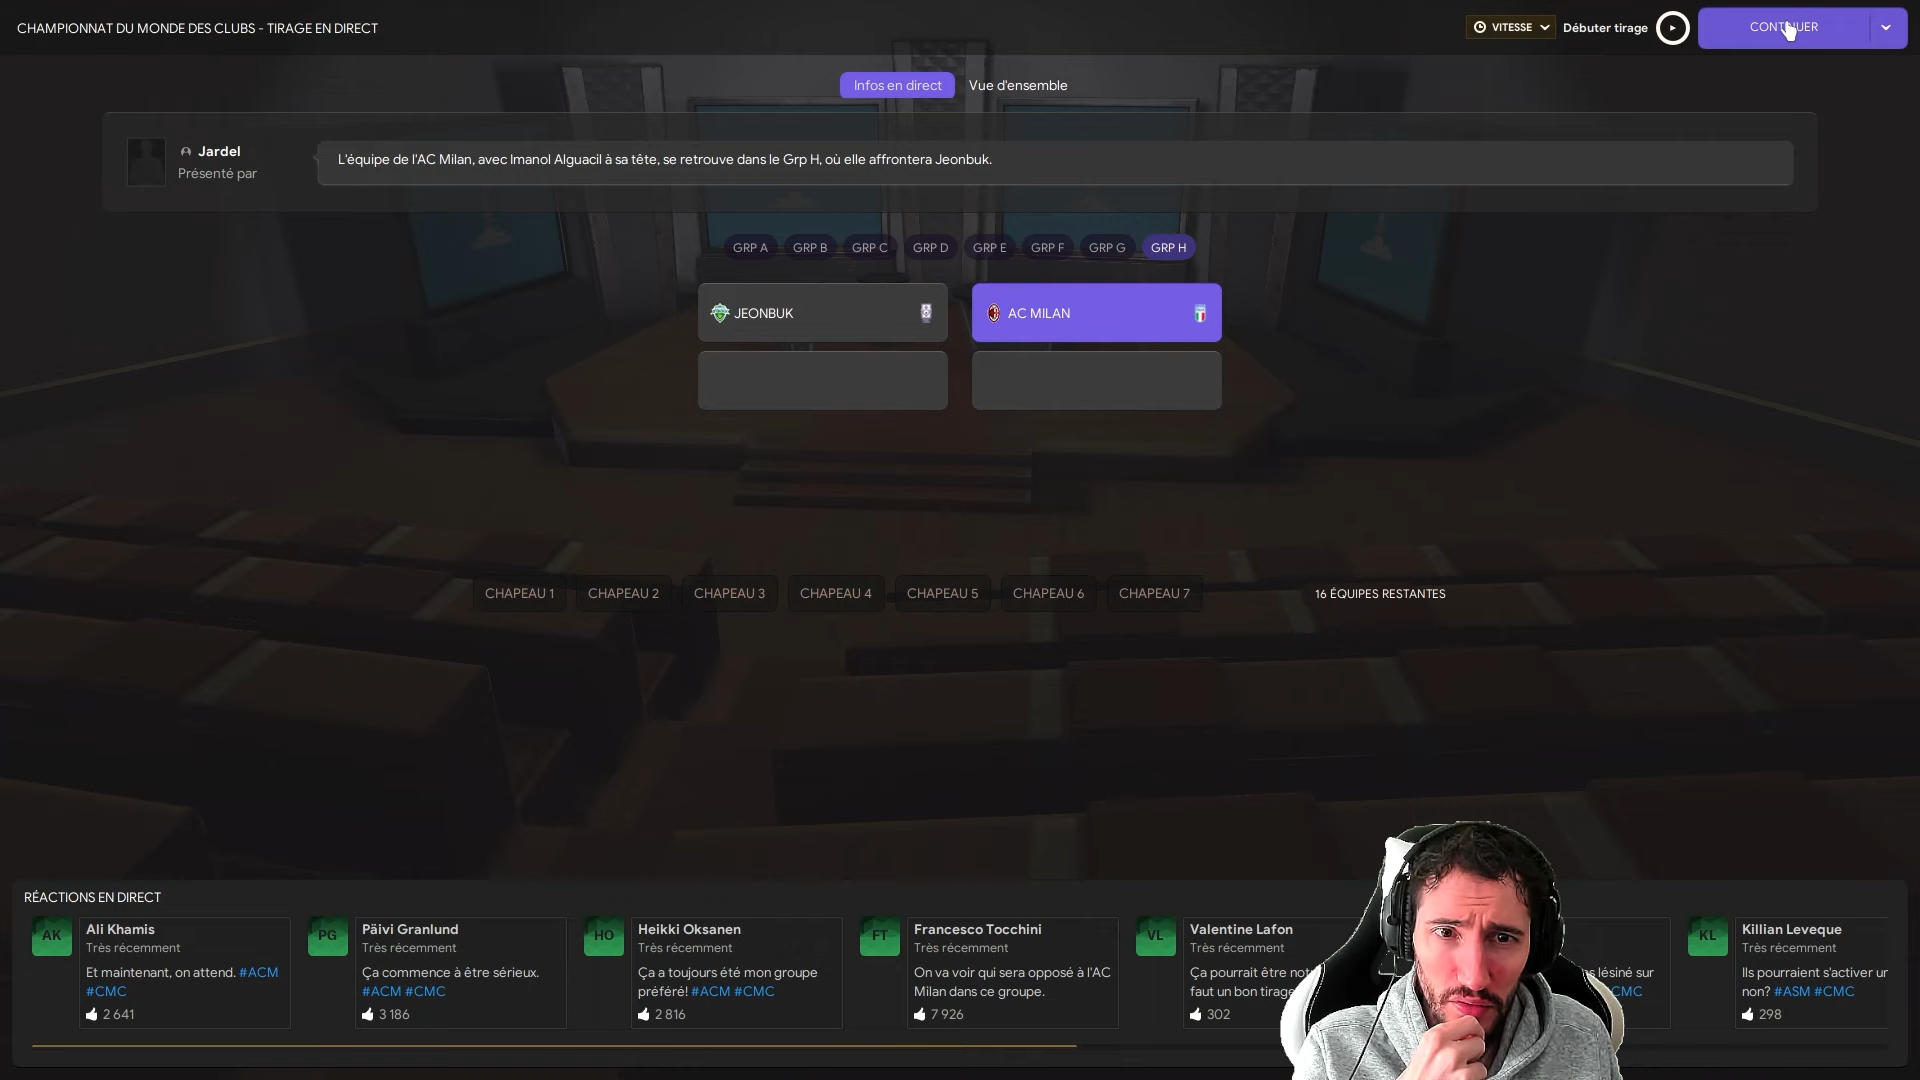 CHAMPIONNAT DU MONDE DES CLUBS - TIRAGE EN DIRECT
VITESSE
Débuter tirage
CONTINUER
Infos en direct
Vue d'ensemble
Jardel
Présenté par
L'équipe de l'AC Milan, avec Imanol Alguacil à sa tête, se retrouve dans le Grp H, où elle affrontera Jeonbuk.
GRP A
GRP B
GRP C
GRP D
GRP E
GRP F
GRP G
GRP H
JEONBUK
AC MILAN
CHAPEAU 1
CHAPEAU 2
CHAPEAU 3
CHAPEAU 4
CHAPEAU 5
CHAPEAU 6
CHAPEAU 7
16 ÉQUIPES RESTANTES
RÉACTIONS EN DIRECT
AK
Ali Khamis
Très récemment
Et maintenant, on attend. #ACM
#CMC
2 641
PG
Päivi Granlund
Très récemment
Ça commence à être sérieux.
#ACM #CMC
3 186
HO
Heikki Oksanen
Très récemment
Ça a toujours été mon groupe
préféré! #ACM #CMC
2 816
FT
Francesco Tocchini
Très récemment
On va voir qui sera opposé à l'AC
Milan dans ce groupe.
7 926
VL
Valentine Lafon
Très récemment
Ça pourrait être
faut un bon tirage
302
lésiné sur
CMC
KL
Killian Leveque
Très récemment
Ils pourraient s'activer
non? #ASM #CMC
298